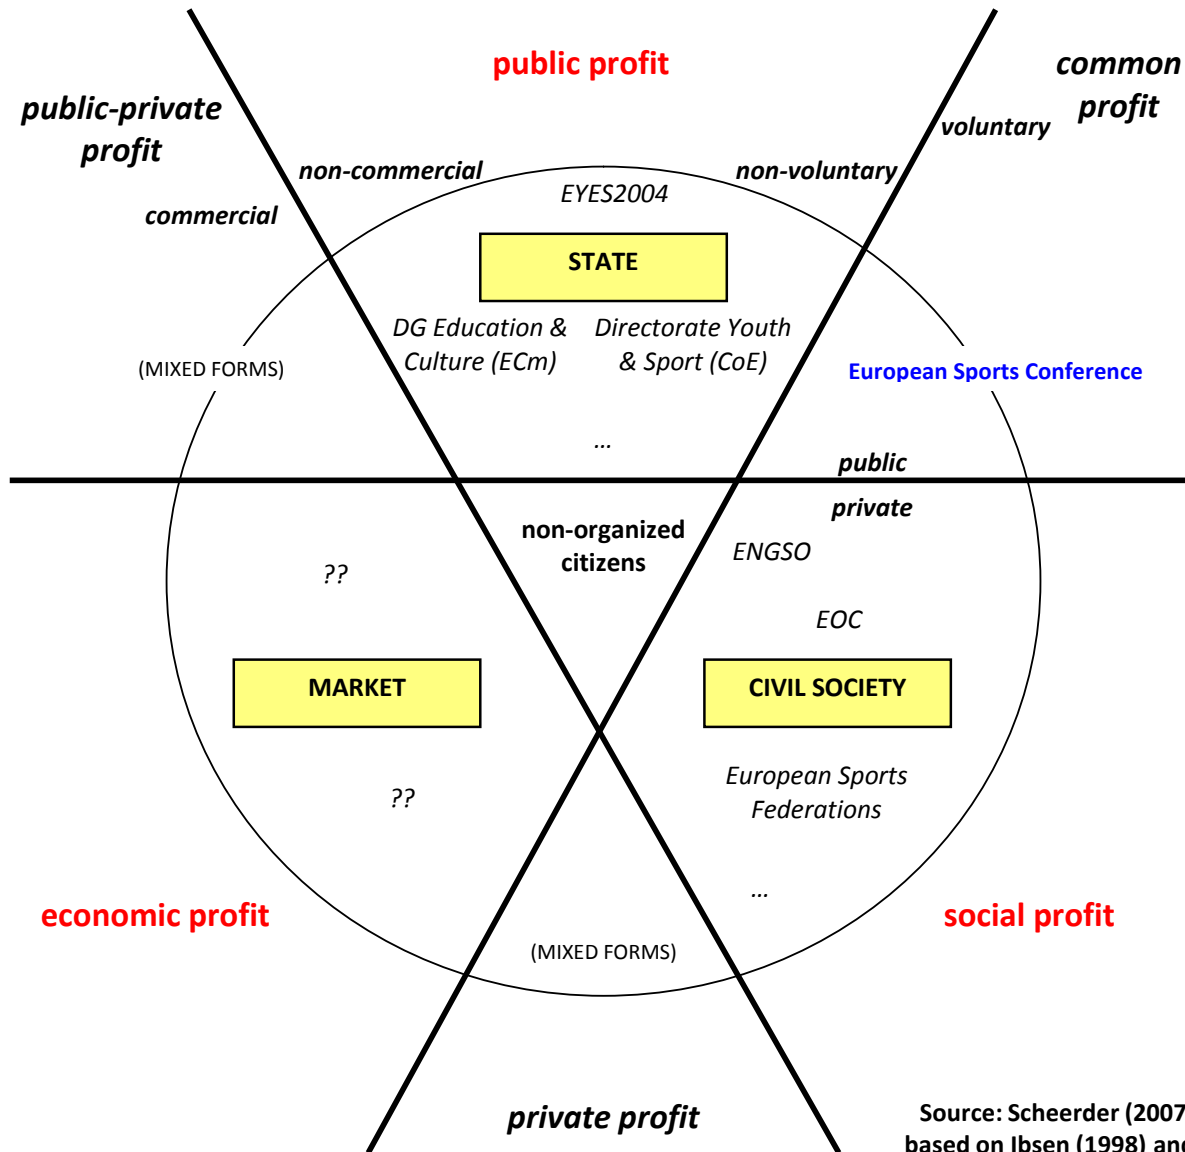 public profit
common
profit
public-private
profit
voluntary
non-commercial
non-voluntary
EYES2004
commercial
STATE
DG Education &
Culture (ECm)
Directorate Youth
& Sport (CoE)
(MIXED FORMS)
European Sports Conference
...
public
private
non-organized
citizens
ENGSO
??
EOC
MARKET
CIVIL SOCIETY
European Sports
Federations
??
...
economic profit
social profit
(MIXED FORMS)
private profit
Source: Scheerder (2007
based on Ibsen (1998) and